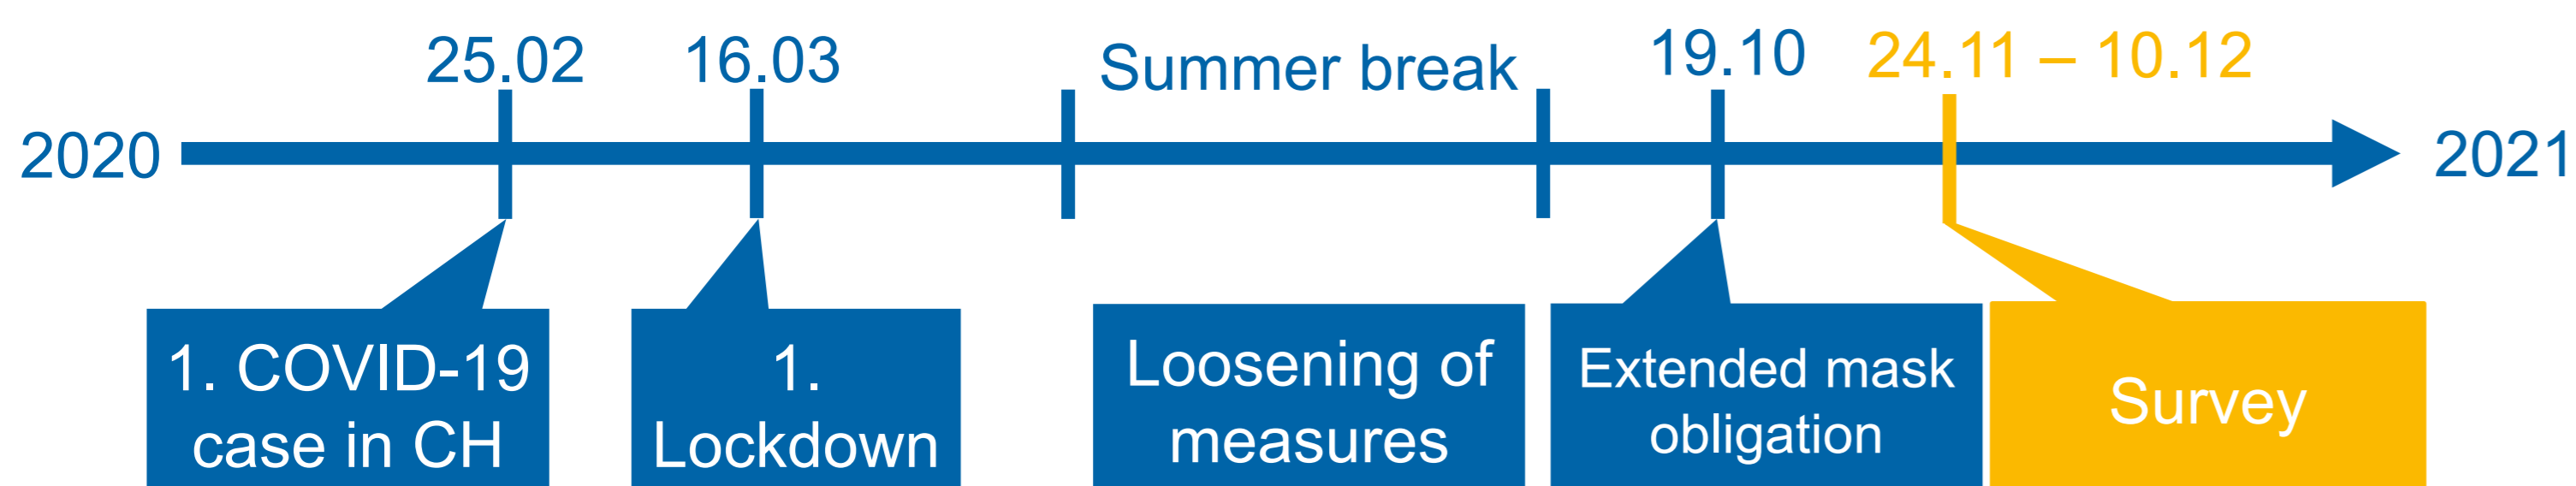 25.02
16.03
Summer break
19.10
24.11 – 10.12
2020
2021
1. COVID-19
case in CH
1.
Lockdown
Loosening of
measures
Extended mask
obligation
Survey